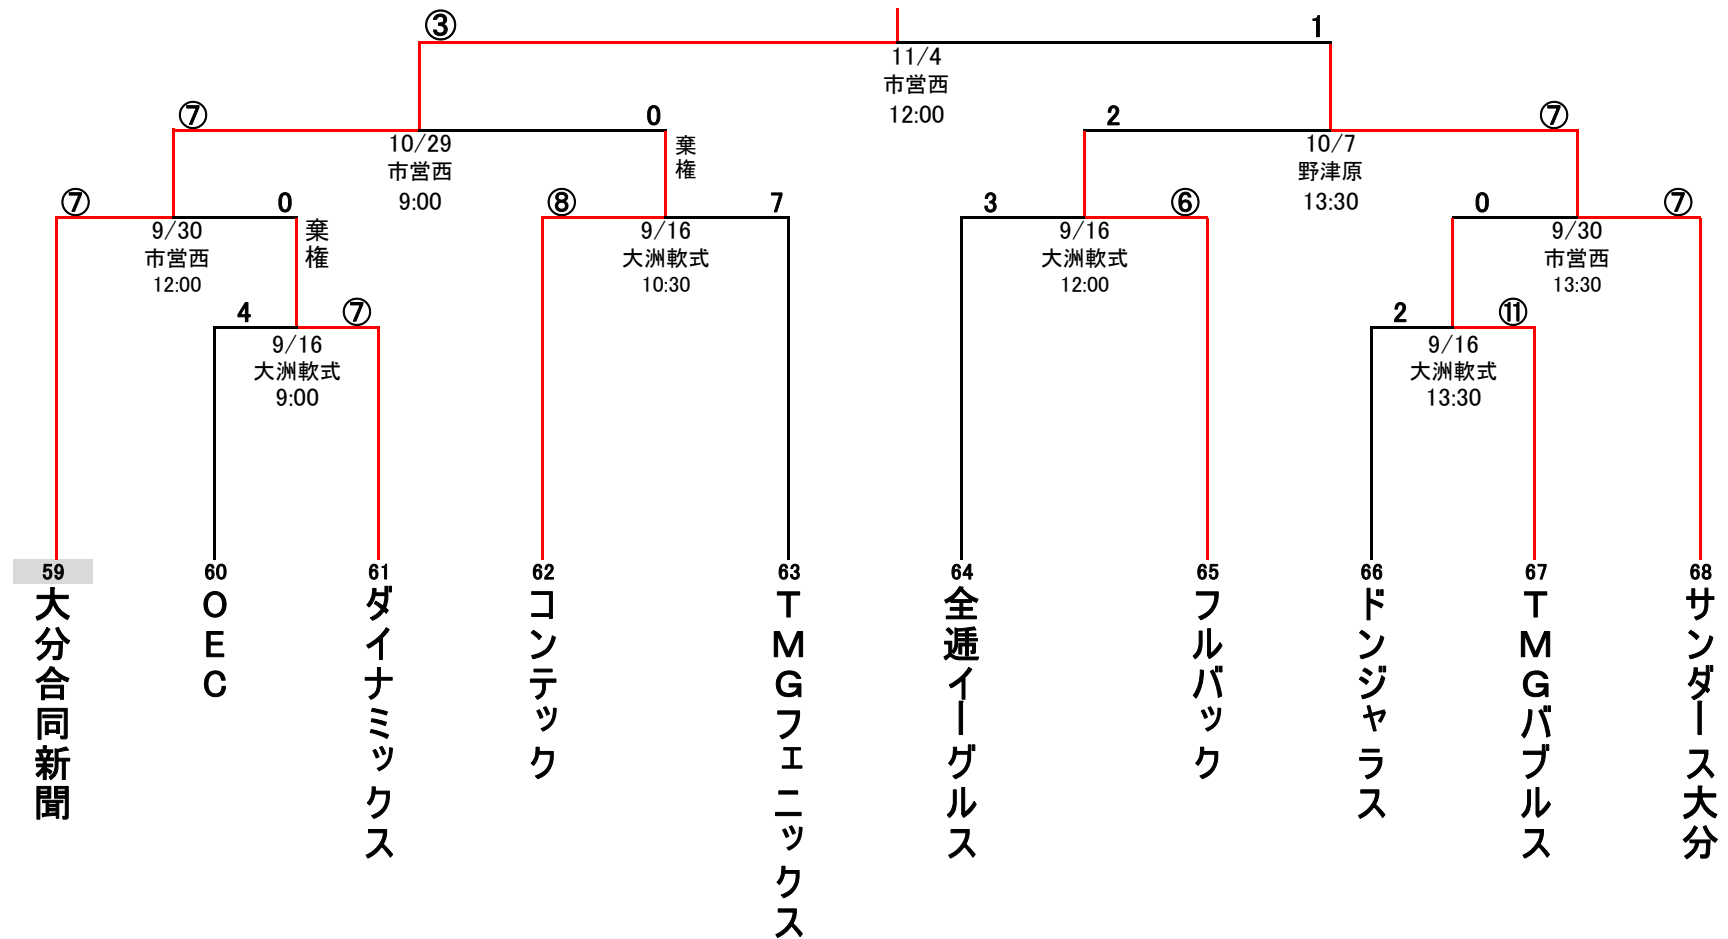 ③ 1
11/4
市営西
12:00
⑦ 0 棄権
10/29
市営西
9:00
2 ⑦
10/7
野津原
13:30
⑦ 0 棄権
9/30
市営西
12:00
⑧ 7
9/16
大洲軟式
10:30
3 ⑥
9/16
大洲軟式
12:00
0 ⑦
9/30
市営西
13:30
4 ⑦
9/16
大洲軟式
9:00
2 ⑪
9/16
大洲軟式
13:30
59
大分合同新聞
60
OEC
61
ダイナミックス
62
コンテック
63
TMGフェニックス
64
全逓イーグルス
65
フルバック
66
ドンジャラス
67
TMGバブルス
68
サンダース大分